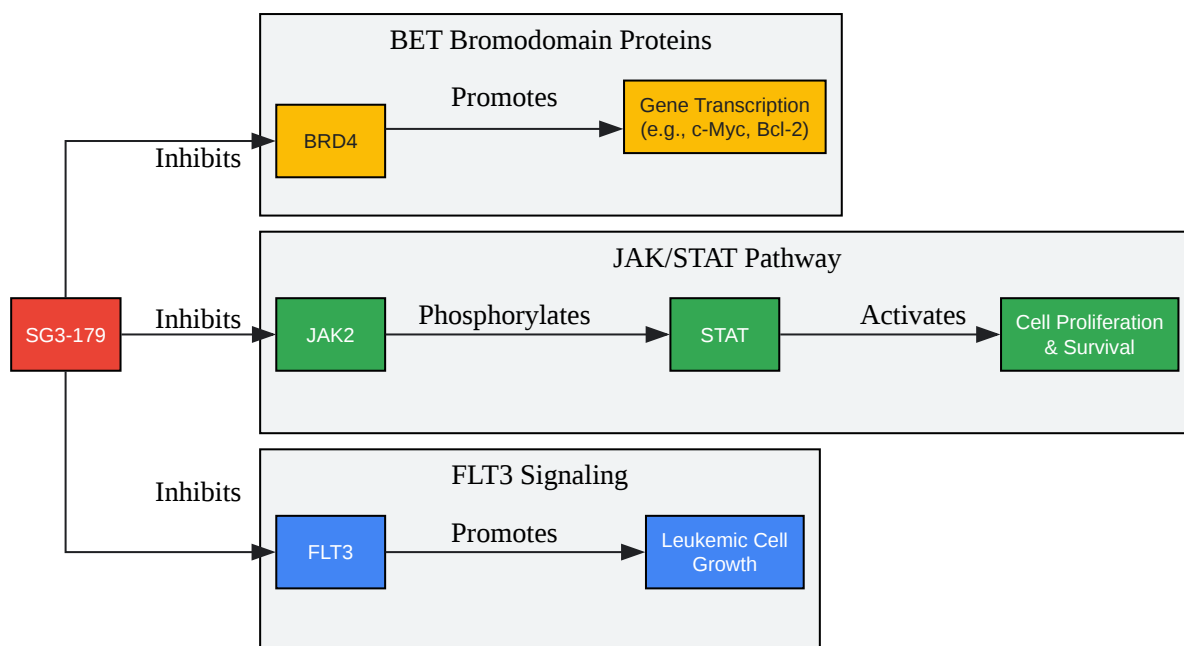 BET Bromodomain Proteins
Promotes
Gene Transcription
(e.g., c-Myc, Bcl-2)
BRD4
Inhibits
JAK/STAT Pathway
SG3-179
Inhibits
JAK2
Phosphorylates
STAT
Activates
Cell Proliferation
& Survival
FLT3 Signaling
Inhibits
FLT3
Promotes
Leukemic Cell
Growth